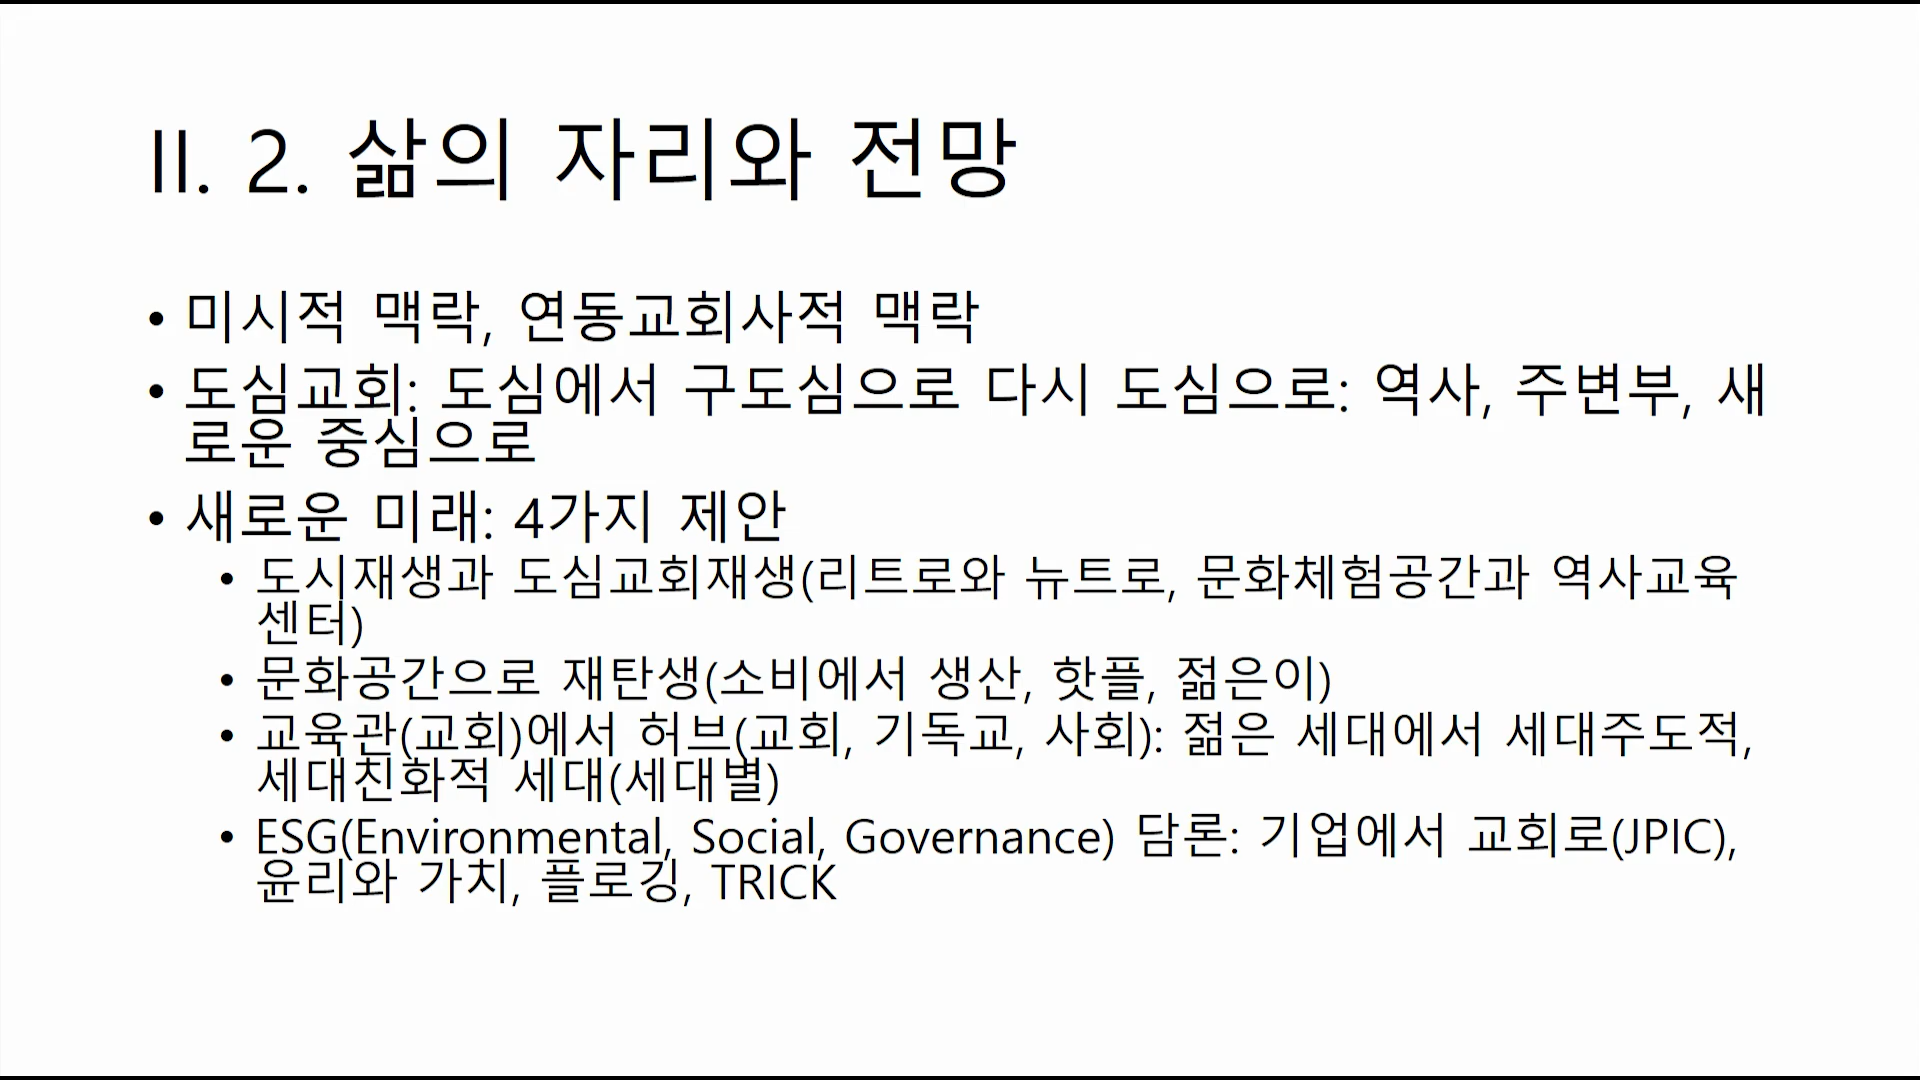 II. 2. 삶의 자리와 전망
• 미시적 맥락, 연동교회사적 맥락
• 도심교회: 도심에서 구도심으로 다시 도심으로: 역사, 주변부, 새
로운 중심으로
• 새로운 미래: 4가지 제안
• 도시재생과 도심교회재생(리트로와 뉴트로, 문화체험공간과 역사교육
센터)
• 문화공간으로 재탄생(소비에서 생산, 핫플, 젊은이)
• 교육관(교회)에서 허브(교회, 기독교, 사회): 젊은 세대에서 세대주도적,
세대친화적 세대(세대별)
• ESG(Environmental, Social, Governance) 담론: 기업에서 교회로(JPIC),
윤리와 가치, 플로깅, TRICK